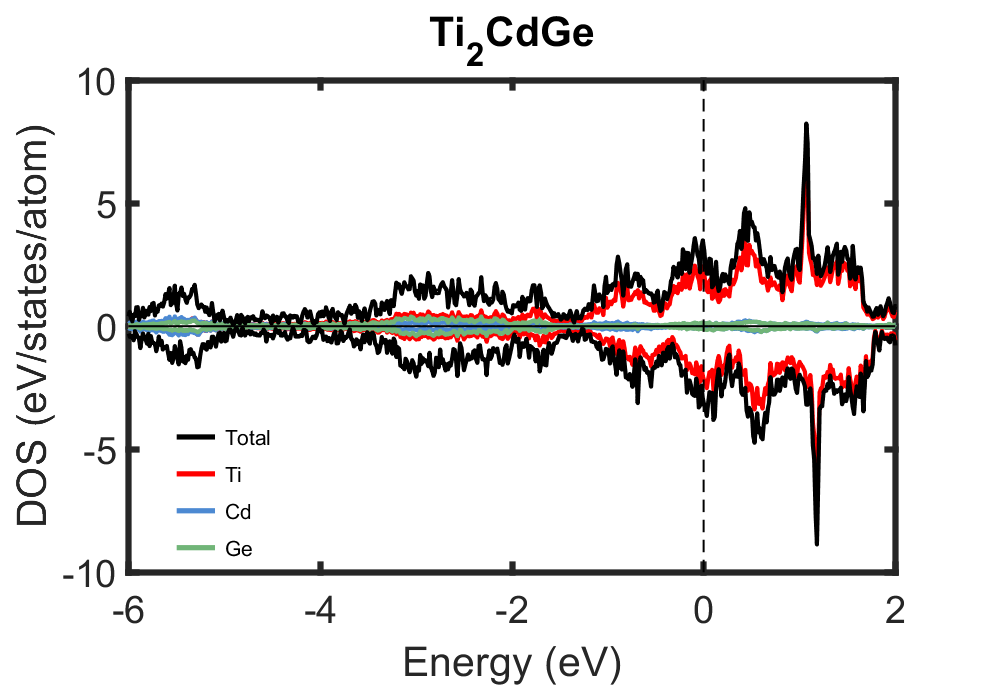 Ti₂CdGe
10
5
0
-5
-10
DOS (eV/states/atom)
Total
Ti
Cd
Ge
-6 -4 -2 0 2
Energy (eV)